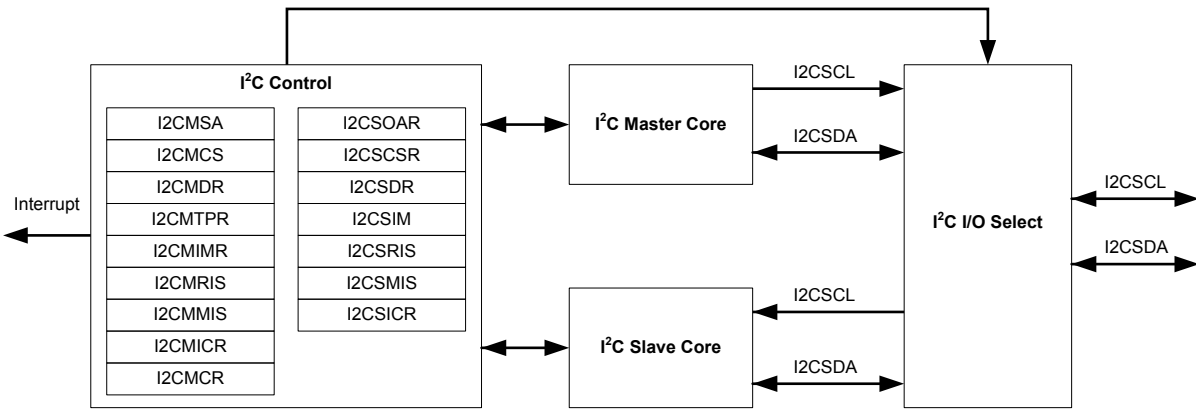 I²C Control
I2CMSA
I2CMCS
I2CMDR
I2CMTPR
I2CMIMR
I2CMRIS
I2CMMIS
I2CMICR
I2CMCR
I2CSOAR
I2CSCSR
I2CSDR
I2CSIM
I2CSRIS
I2CSMIS
I2CSICR
Interrupt
I²C Master Core
I2CSCL
I2CSDA
I²C Slave Core
I2CSCL
I2CSDA
I²C I/O Select
I2CSCL
I2CSDA